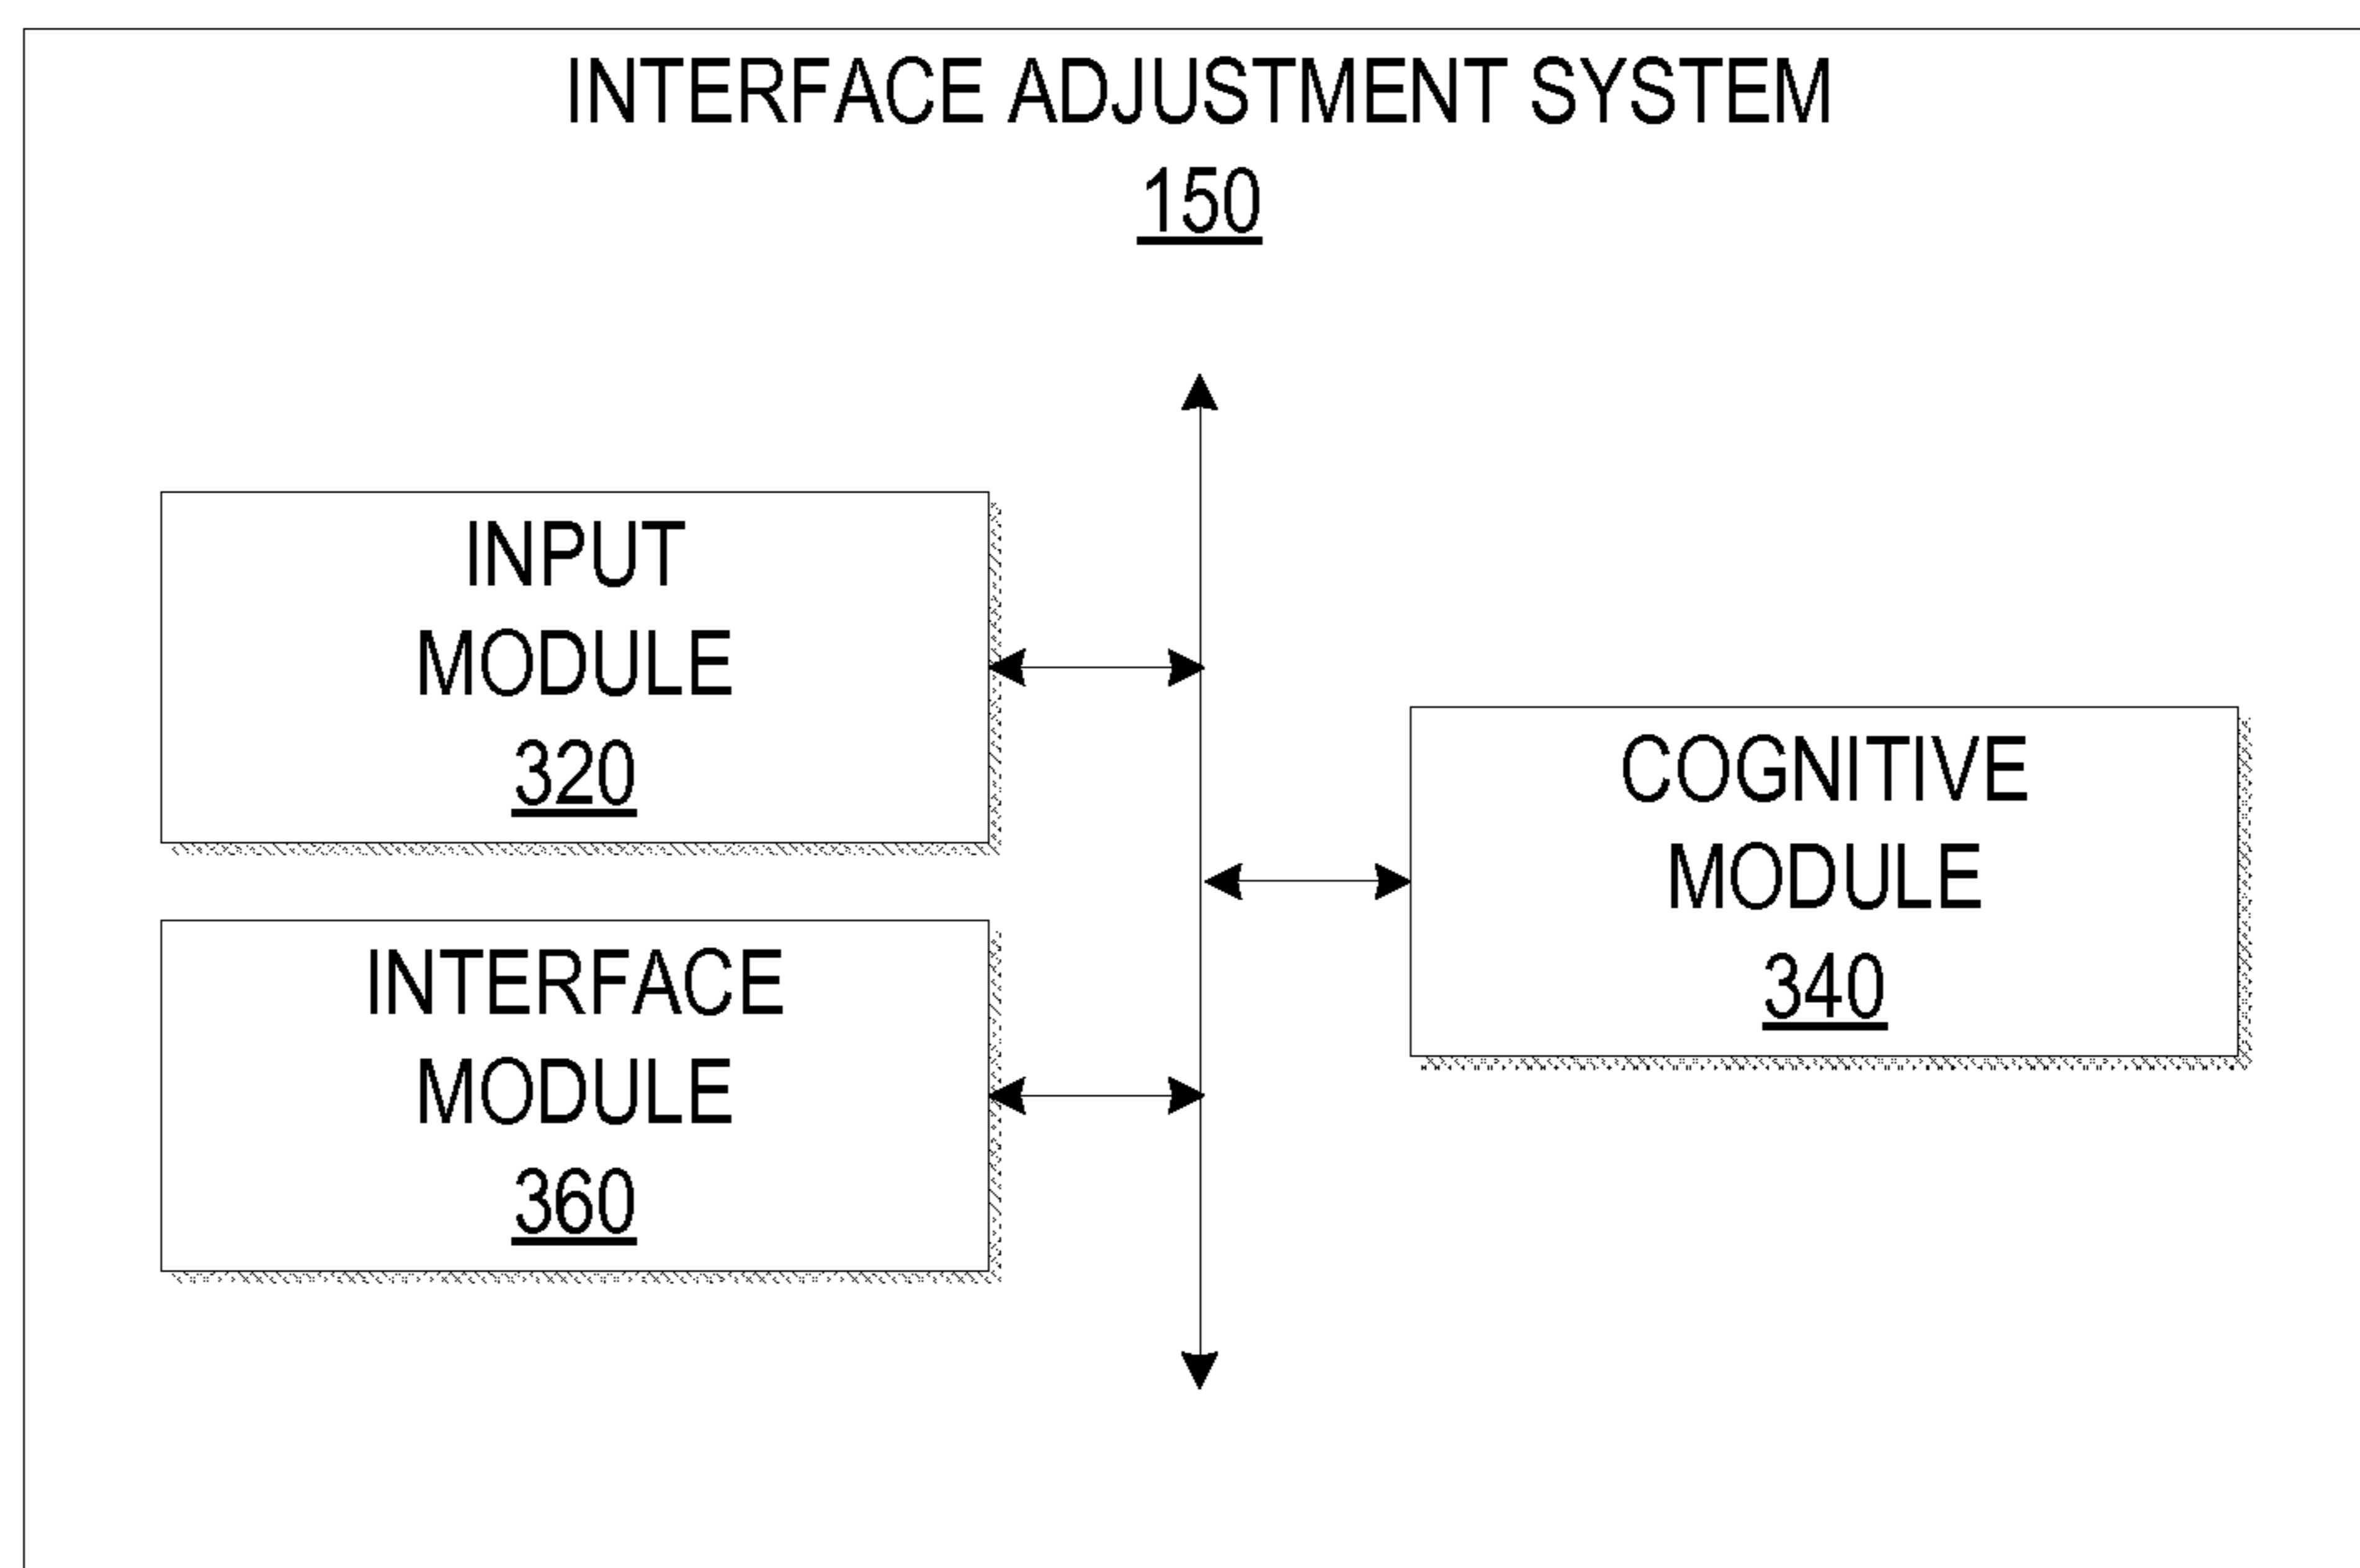 INTERFACE ADJUSTMENT SYSTEM
150
INPUT
MODULE
320
COGNITIVE
MODULE
340
INTERFACE
MODULE
360